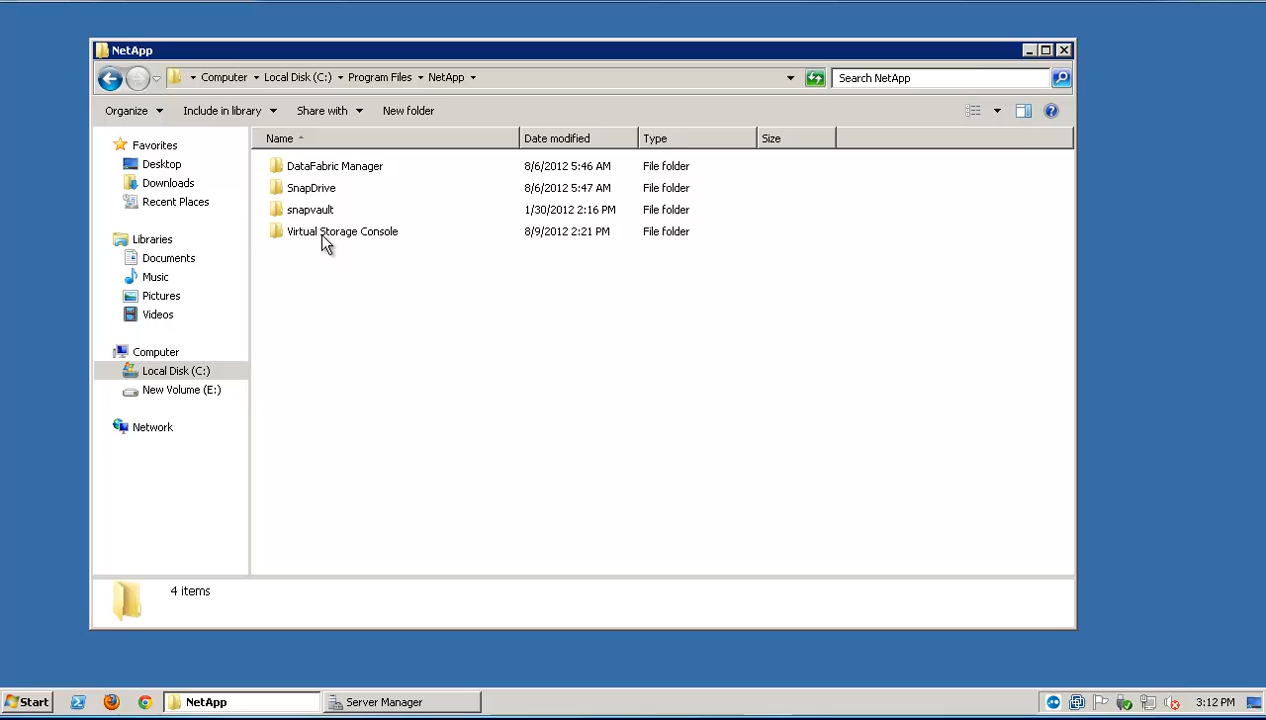 NetApp
Computer Local Disk (C:) Program Files NetApp
Search NetApp
Organize Include in library Share with New folder
Name Date modified Type Size
Favorites
Desktop
Downloads
Recent Places
Libraries
Documents
Music
Pictures
Videos
Computer
Local Disk (C:)
New Volume (E:)
Network
DataFabric Manager 8/6/2012 5:46 AM File folder
SnapDrive 8/6/2012 5:47 AM File folder
snapvault 1/30/2012 2:16 PM File folder
Virtual Storage Console 8/9/2012 2:21 PM File folder
4 items
Start NetApp Server Manager 3:12 PM